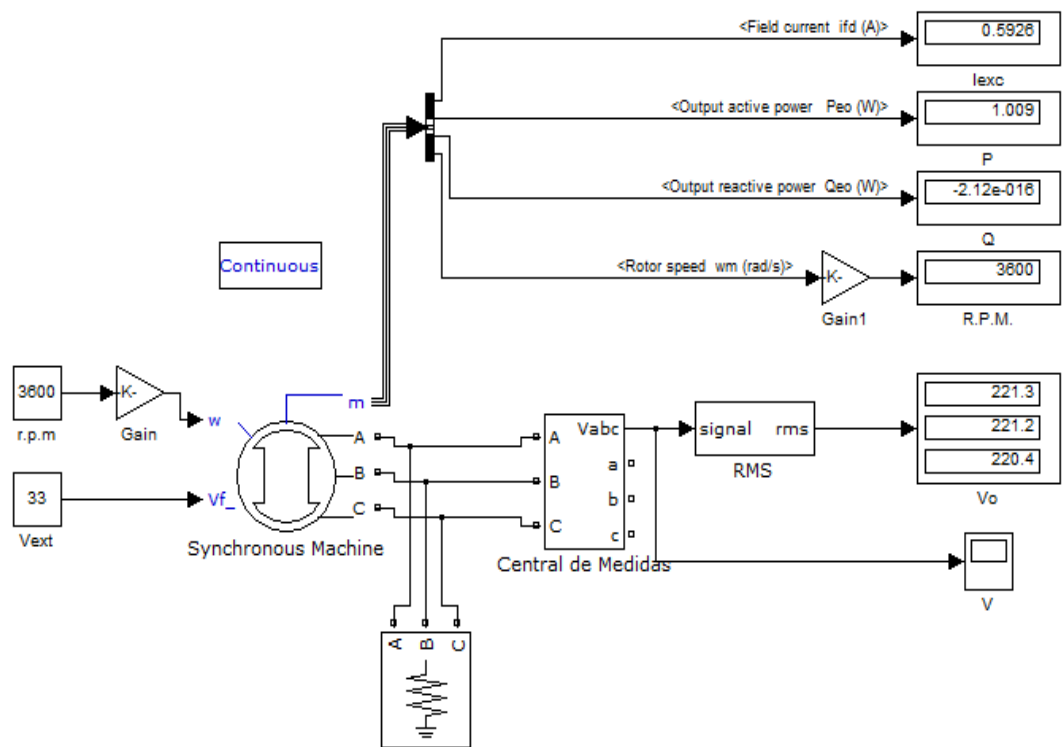 <Field current ifd (A)>
0.5926
Iexc
<Output active power Peo (W)>
1.009
P
<Output reactive power Qeo (W)>
-2.12e-016
Q
Continuous
<Rotor speed wm (rad/s)>
K-
Gain1
3600
R.P.M.
3600
r.p.m
K-
Gain
w
m
33
Vext
Vf_
A
B
C
Synchronous Machine
A
B
C
Vabc
a
b
c
Central de Medidas
signal rms
RMS
221.3
221.2
220.4
Vo
V
A B C